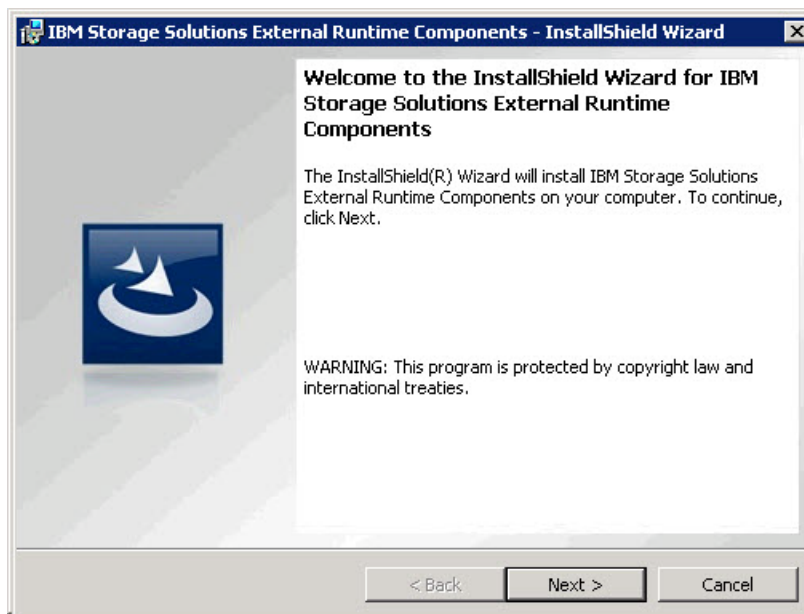 IBM Storage Solutions External Runtime Components - InstallShield Wizard
Welcome to the InstallShield Wizard for IBM
Storage Solutions External Runtime
Components
The InstallShield(R) Wizard will install IBM Storage Solutions
External Runtime Components on your computer. To continue,
click Next.
WARNING: This program is protected by copyright law and
international treaties.
< Back
Next >
Cancel